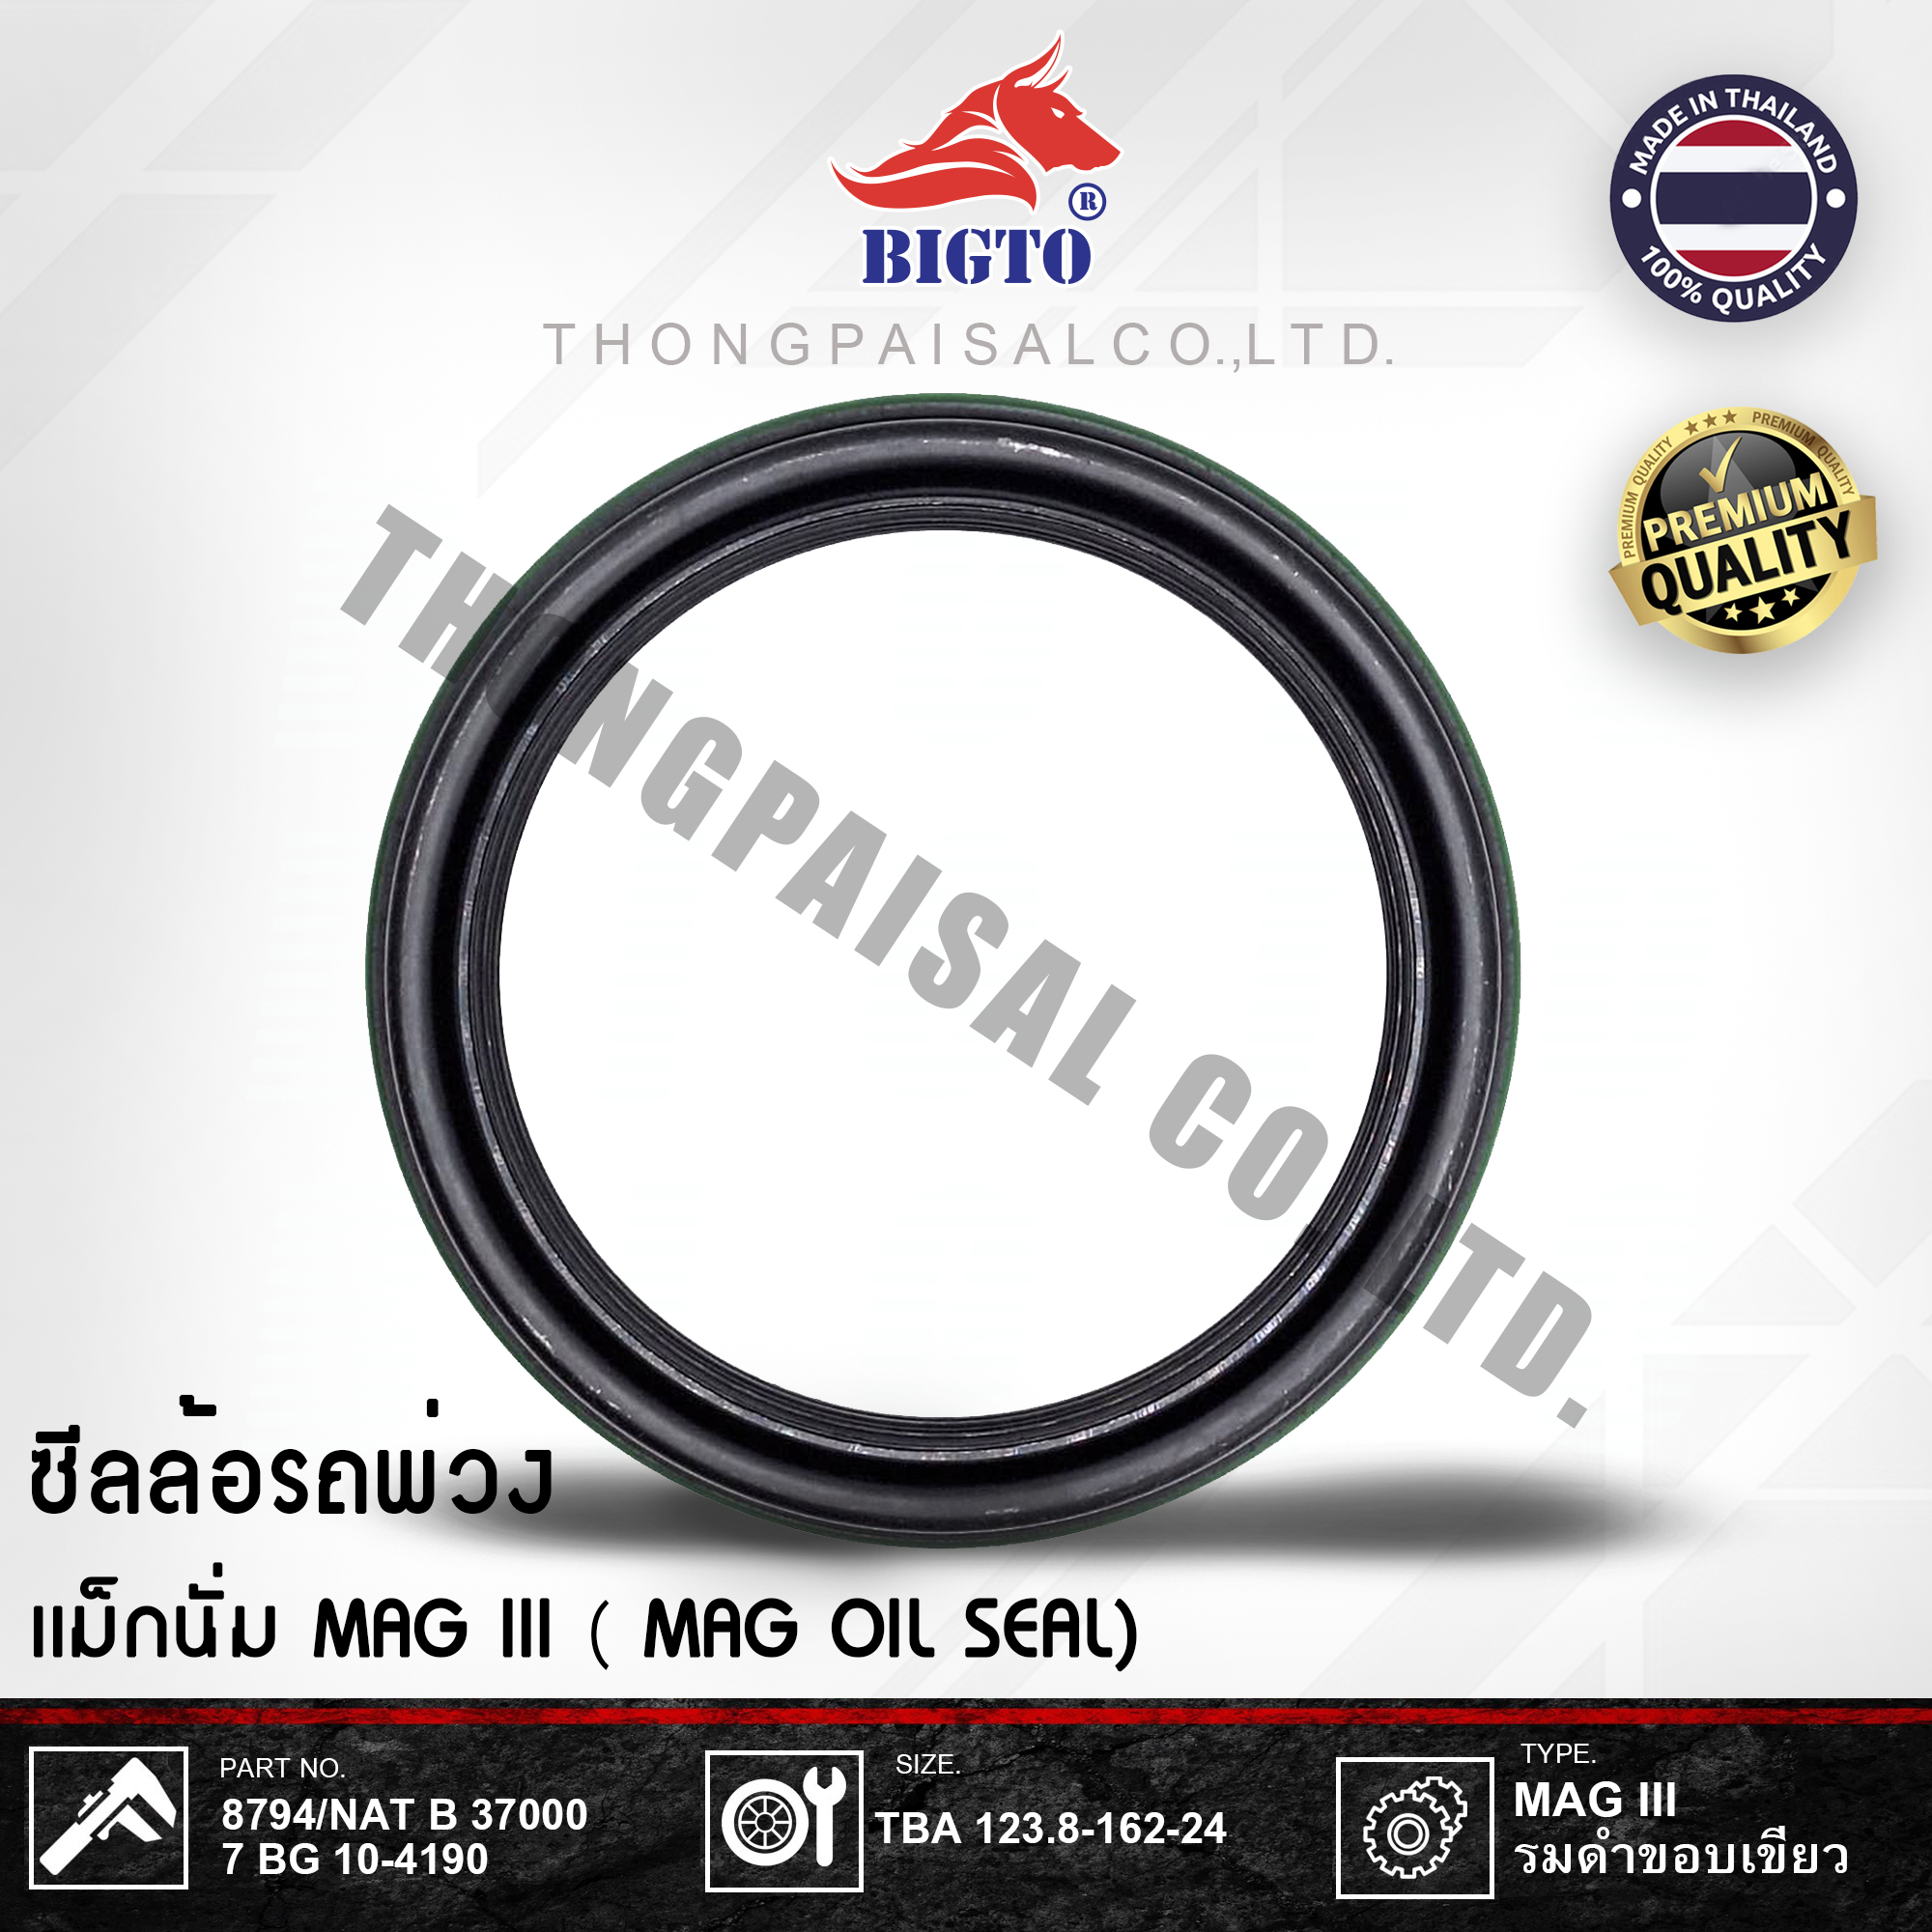 BIGTO
®
THONGPAISALCO.,LTD.
MADE IN THAILAND
100% QUALITY
PREMIUM QUALITY ★★★ PREMIUM QUALITY
PREMIUM
QUALITY
THONGPAISAL CO LTD.
ซีลล้อรถพ่วง
แม็กนั่ม MAG III ( MAG OIL SEAL)
PART NO.
8794/NAT B 37000
7 BG 10-4190
SIZE.
TBA 123.8-162-24
TYPE.
MAG III
รมดำขอบเขียว